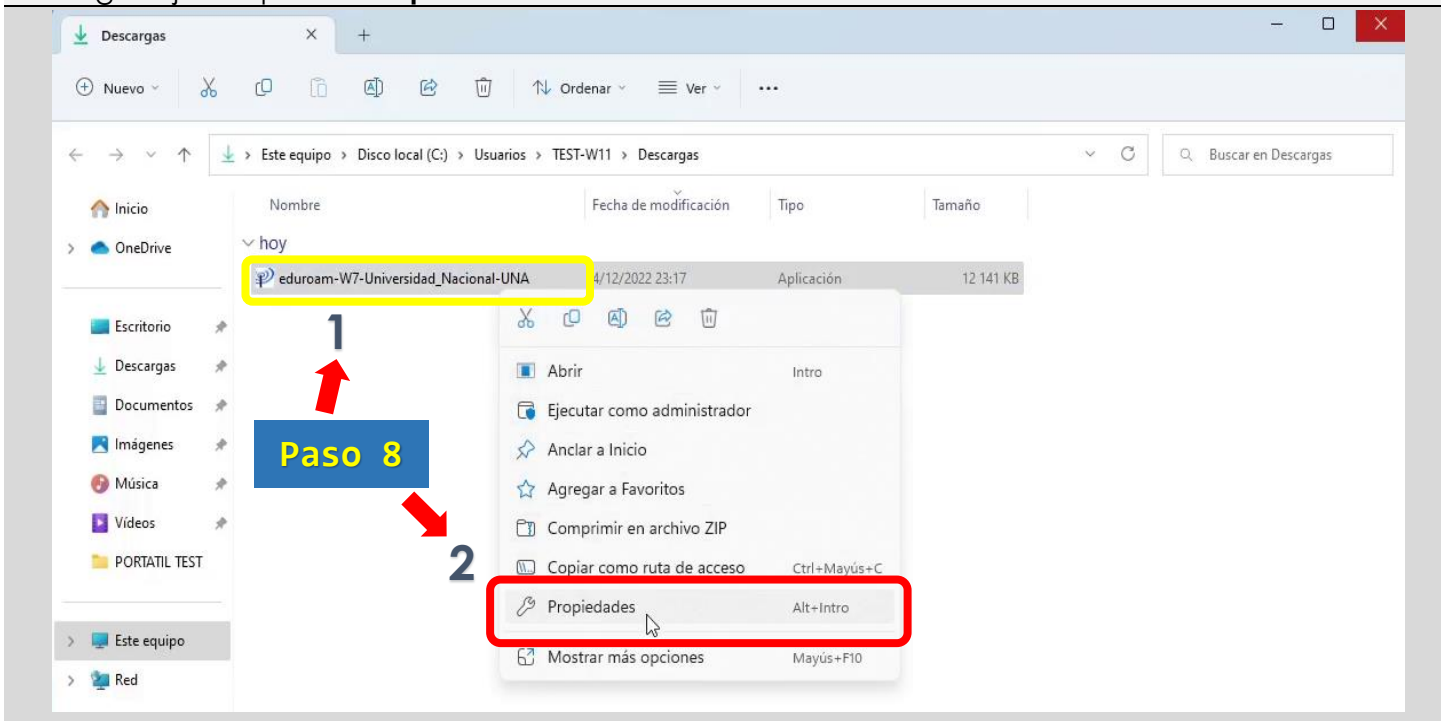 Descargas
Nuevo
Ordenar
Ver
Este equipo > Disco local (C:) > Usuarios > TEST-W11 > Descargas
Buscar en Descargas
Inicio
OneDrive
Escritorio
Descargas
Documentos
Imágenes
Música
Vídeos
PORTATIL TEST
Este equipo
Red
Nombre Fecha de modificación Tipo Tamaño
hoy
eduroam-W7-Universidad_Nacional-UNA 4/12/2022 23:17 Aplicación 12 141 KB
1
Paso 8
2
Abrir Intro
Ejecutar como administrador
Anclar a Inicio
Agregar a Favoritos
Comprimir en archivo ZIP
Copiar como ruta de acceso Ctrl+Mayús+C
Propiedades Alt+Intro
Mostrar más opciones Mayús+F10